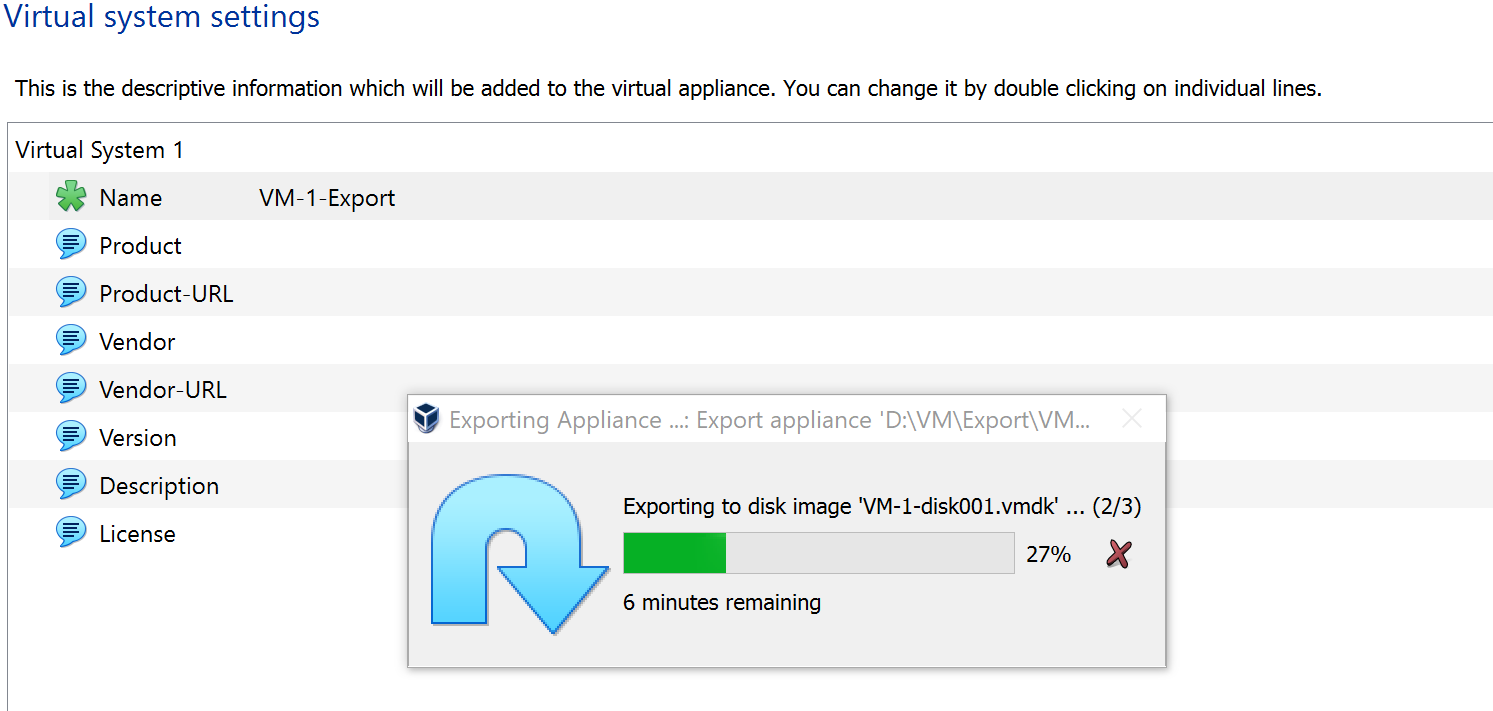 Virtual system settings
This is the descriptive information which will be added to the virtual appliance. You can change it by double clicking on individual lines.
Virtual System 1
Name VM-1-Export
Product
Product-URL
Vendor
Vendor-URL
Version
Description
License
Exporting Appliance ...: Export appliance 'D:\VM\Export\VM...
Exporting to disk image 'VM-1-disk001.vmdk' ... (2/3)
27%
6 minutes remaining